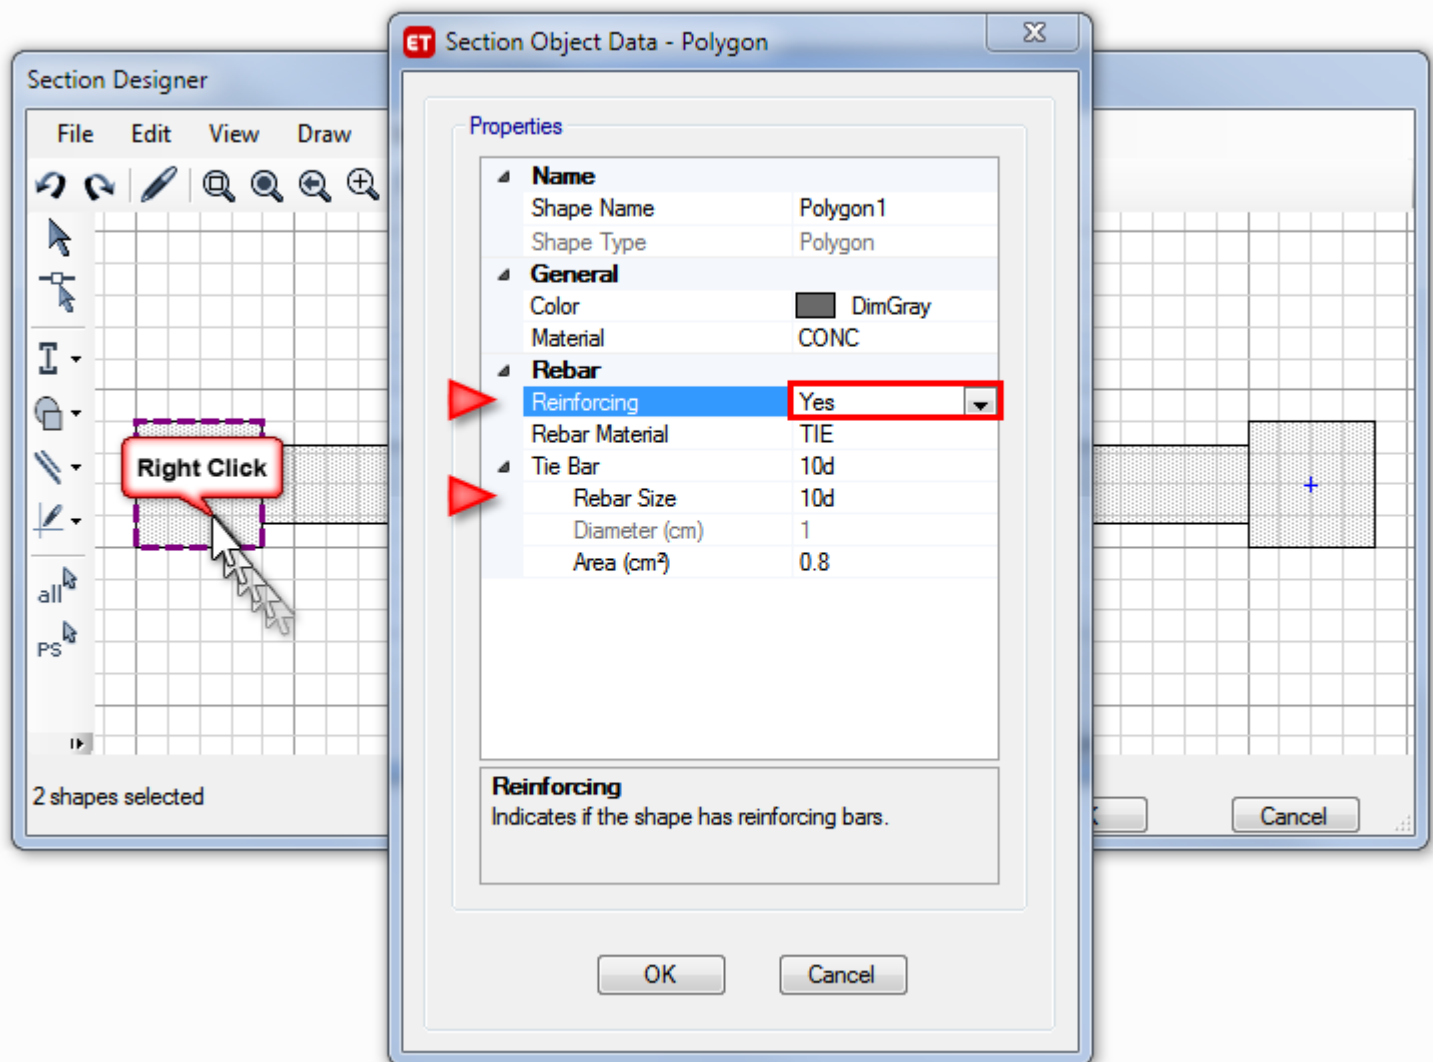 ET Section Object Data - Polygon
Section Designer
File Edit View Draw
Properties
Name
Shape Name Polygon1
Shape Type Polygon
General
Color DimGray
Material CONC
Rebar
Reinforcing Yes
Rebar Material TIE
Tie Bar 10d
Rebar Size 10d
Diameter (cm) 1
Area (cm²) 0.8
Right Click
all
PS
Reinforcing
Indicates if the shape has reinforcing bars.
2 shapes selected
Cancel
OK Cancel